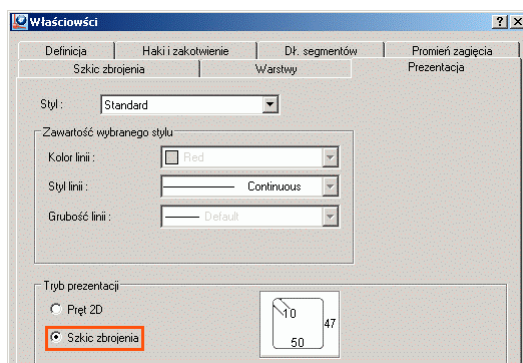 Właściowści
Definicja Haki i zakotwienie Dł. segmentów Promień zagięcia
Szkic zbrojenia Warstwy Prezentacja
Styl : Standard
Zawartość wybranego stylu
Kolor linii : Red
Styl linii : Continuous
Grubość linii : Default
Tryb prezentacji
Pręt 2D
Szkic zbrojenia
10
47
50